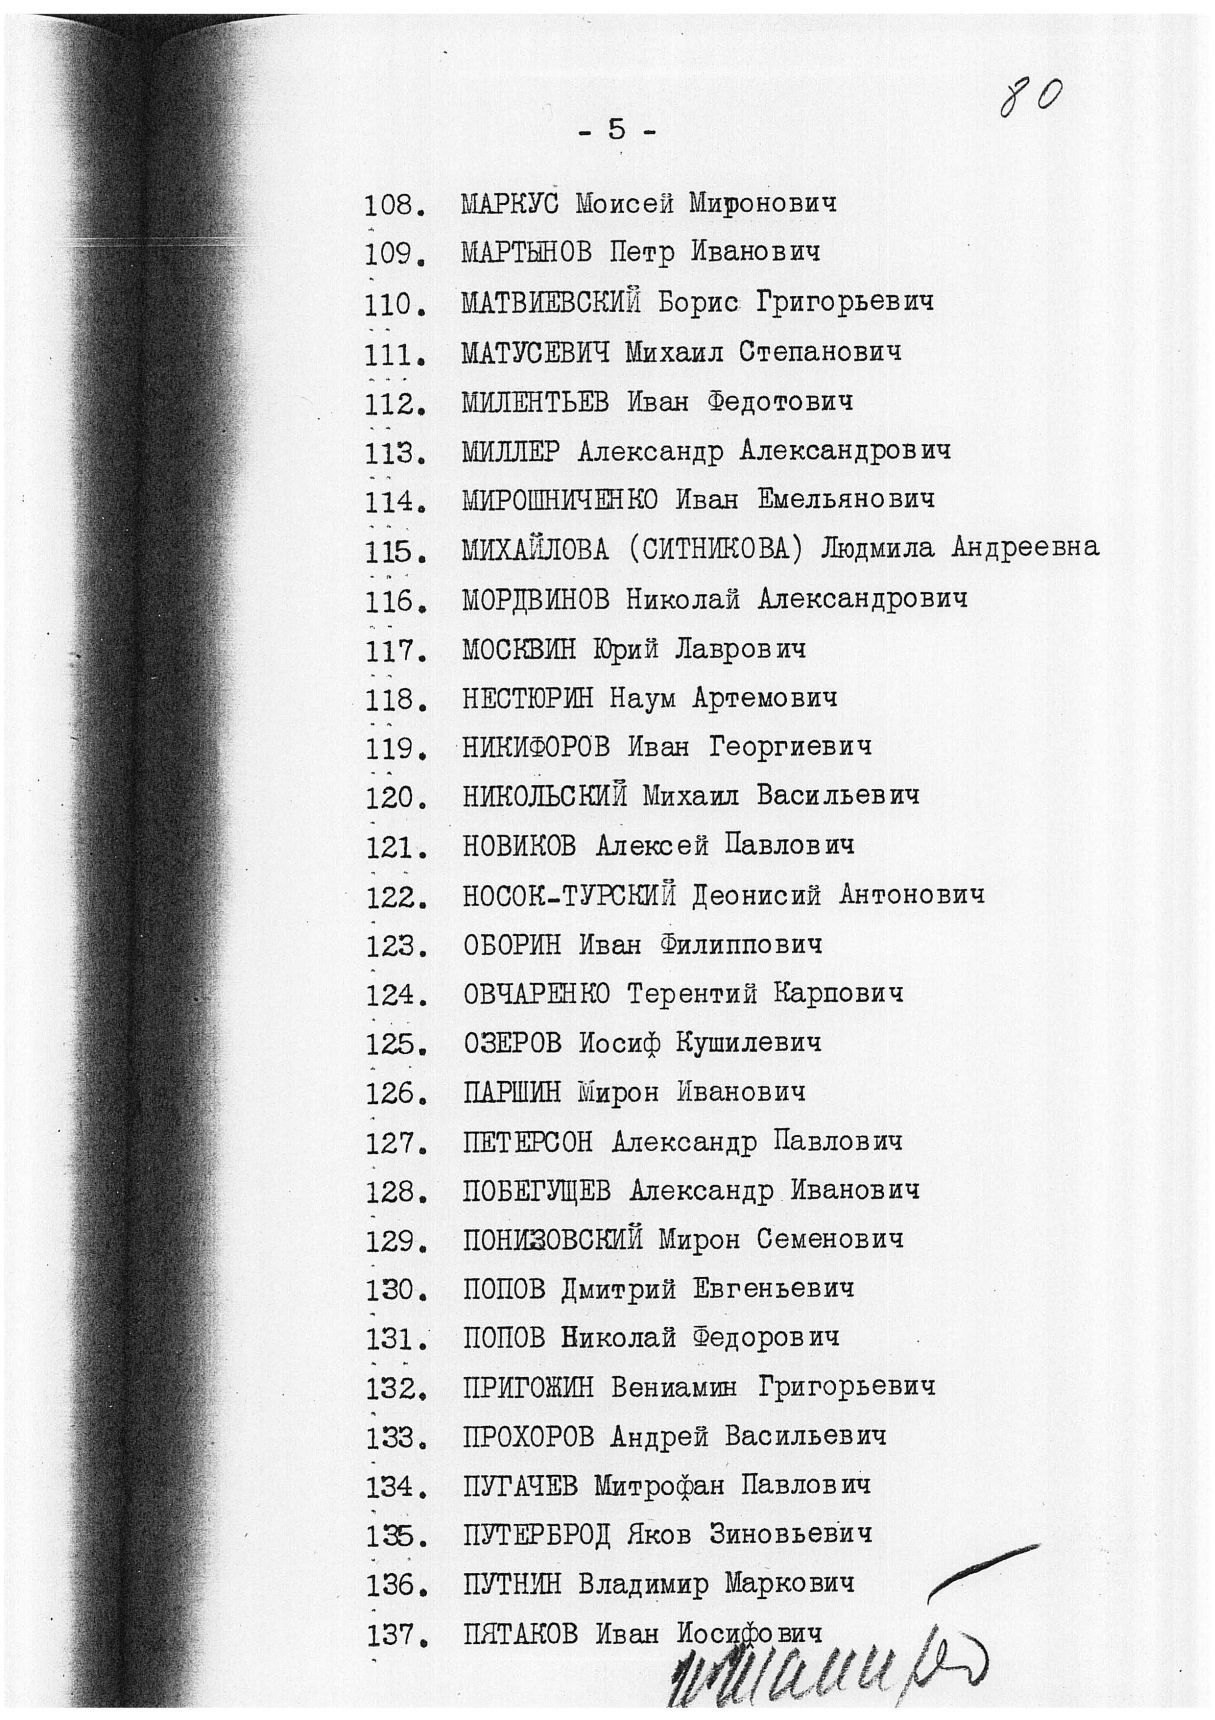 80
- 5 -
108. МАРКУС Моисей Миронович
109. МАРТЫНОВ Петр Иванович
110. МАТВИЕВСКИЙ Борис Григорьевич
111. МАТУСЕВИЧ Михаил Степанович
112. МИЛЕНТЬЕВ Иван Федотович
113. МИЛЛЕР Александр Александрович
114. МИРОШНИЧЕНКО Иван Емельянович
115. МИХАЙЛОВА (СИТНИКОВА) Людмила Андреевна
116. МОРДВИНОВ Николай Александрович
117. МОСКВИН Юрий Лаврович
118. НЕСТЮРИН Наум Артемович
119. НИКИФОРОВ Иван Георгиевич
120. НИКОЛЬСКИЙ Михаил Васильевич
121. НОВИКОВ Алексей Павлович
122. НОСОК-ТУРСКИЙ Деонисий Антонович
123. ОБОРИН Иван Филиппович
124. ОВЧАРЕНКО Терентий Карпович
125. ОЗЕРОВ Иосиф Кушилевич
126. ПАРШИН Мирон Иванович
127. ПЕТЕРСОН Александр Павлович
128. ПОБЕГУЩЕВ Александр Иванович
129. ПОНИЗОВСКИЙ Мирон Семенович
130. ПОПОВ Дмитрий Евгеньевич
131. ПОПОВ Николай Федорович
132. ПРИГОЖИН Вениамин Григорьевич
133. ПРОХОРОВ Андрей Васильевич
134. ПУГАЧЕВ Митрофан Павлович
135. ПУТЕРБРОД Яков Зиновьевич
136. ПУТНИН Владимир Маркович
137. ПЯТАКОВ Иван Иосифович